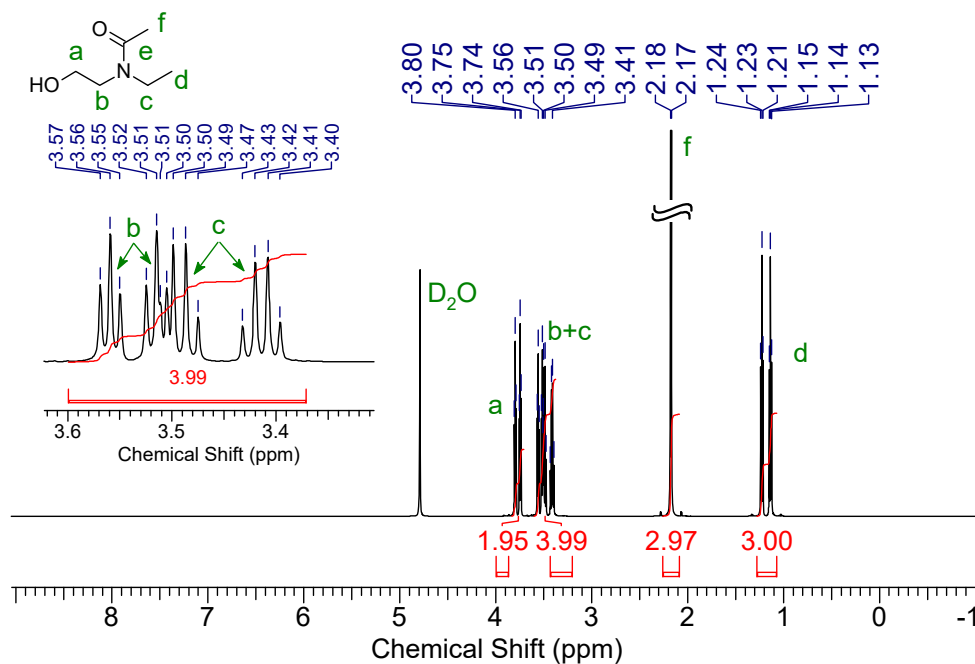 O
f
a
e
N
d
HO
b
c
3.80 3.75 3.74 3.56 3.51 3.50 3.49 3.41 2.18 2.17 1.24 1.23 1.21 1.15 1.14 1.13
3.57 3.56 3.55 3.52 3.51 3.51 3.50 3.50 3.49 3.47 3.43 3.42 3.41 3.40
f
b
c
D2O
b+c
d
a
3.99
3.6 3.5 3.4
Chemical Shift (ppm)
1.95 3.99 2.97 3.00
8 7 6 5 4 3 2 1 0 -1
Chemical Shift (ppm)